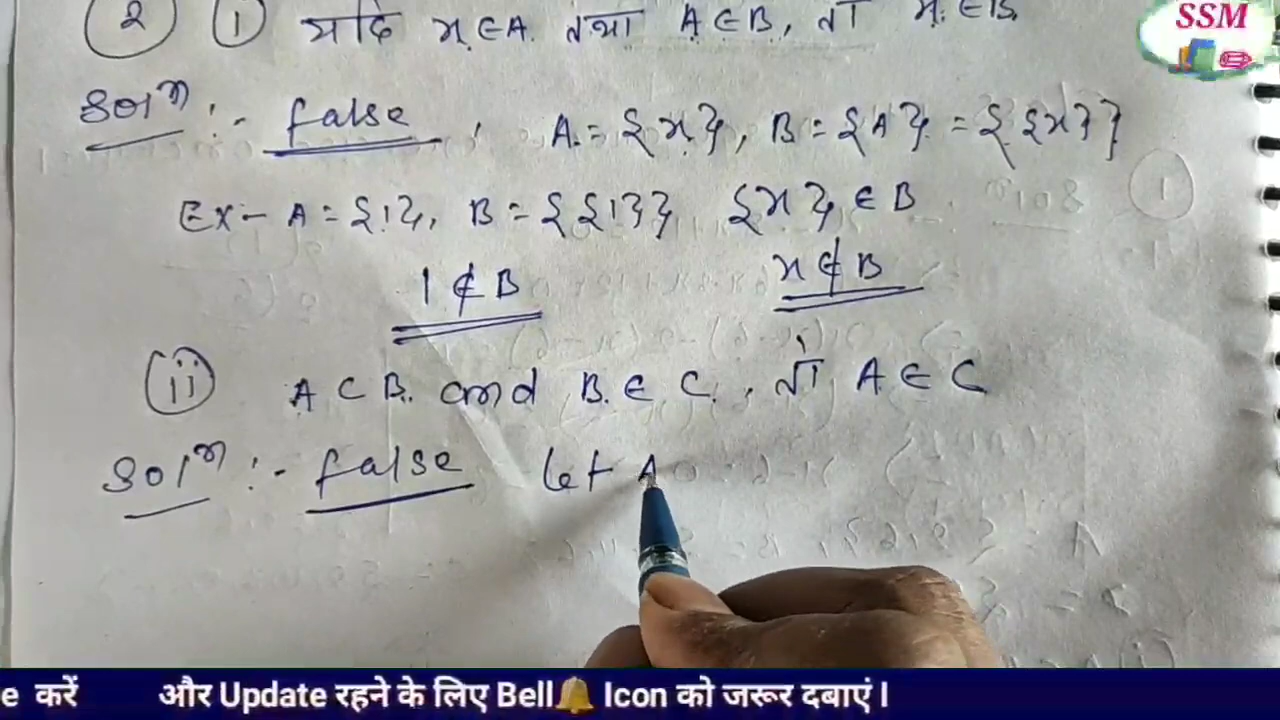 2 i यदि x ∈ A. तथा A ∈ B, तो x ∈ B.
SSM
Solⁿ :- false, A = {x}, B = {A} = {{x}}
Ex:- A = {1}, B = {{1}} {x} ∈ B
1 ∉ B x ∉ B
(ii) A ⊂ B. and B. ∈ C., तो A ∈ C
Solⁿ :- false Let A
e करें और Update रहने के लिए Bell🔔 Icon को जरूर दबाएं l